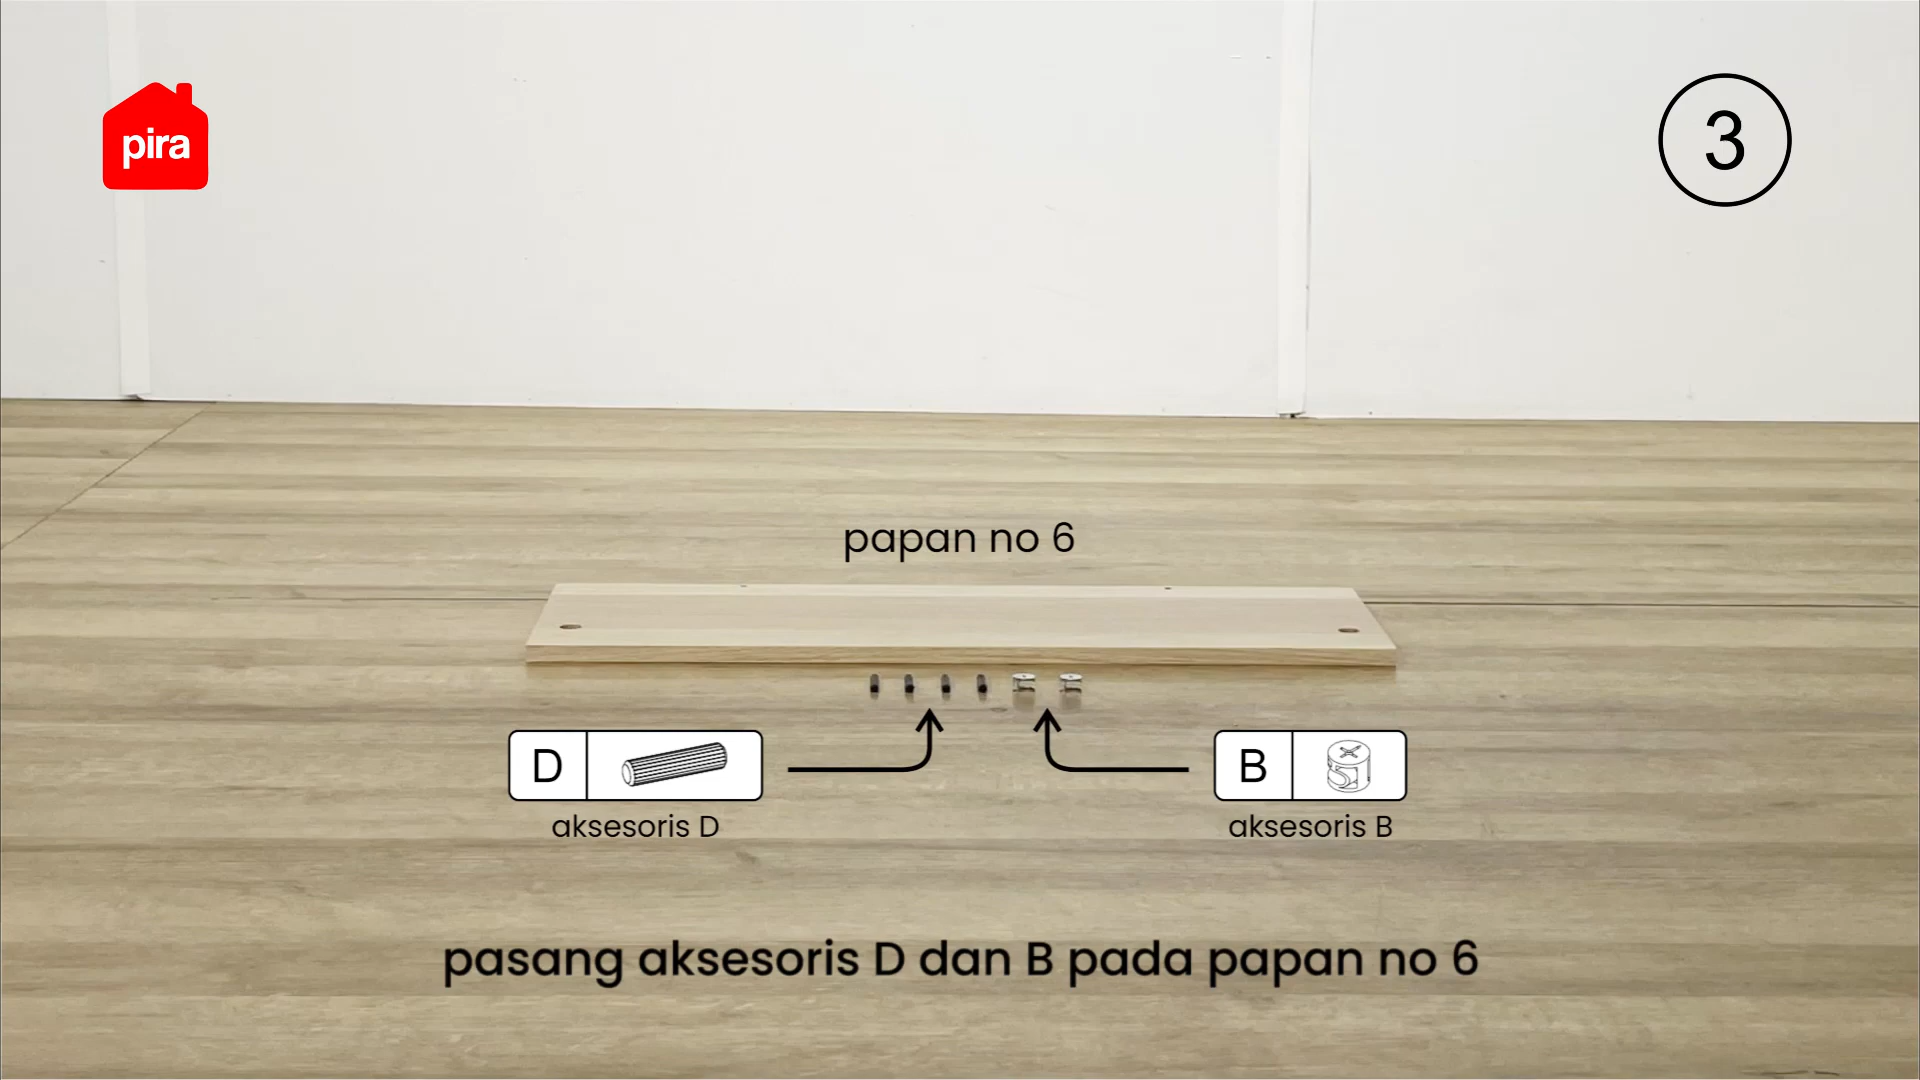 pira
3
papan no 6
D
B
aksesoris D
aksesoris B
pasang aksesoris D dan B pada papan no 6